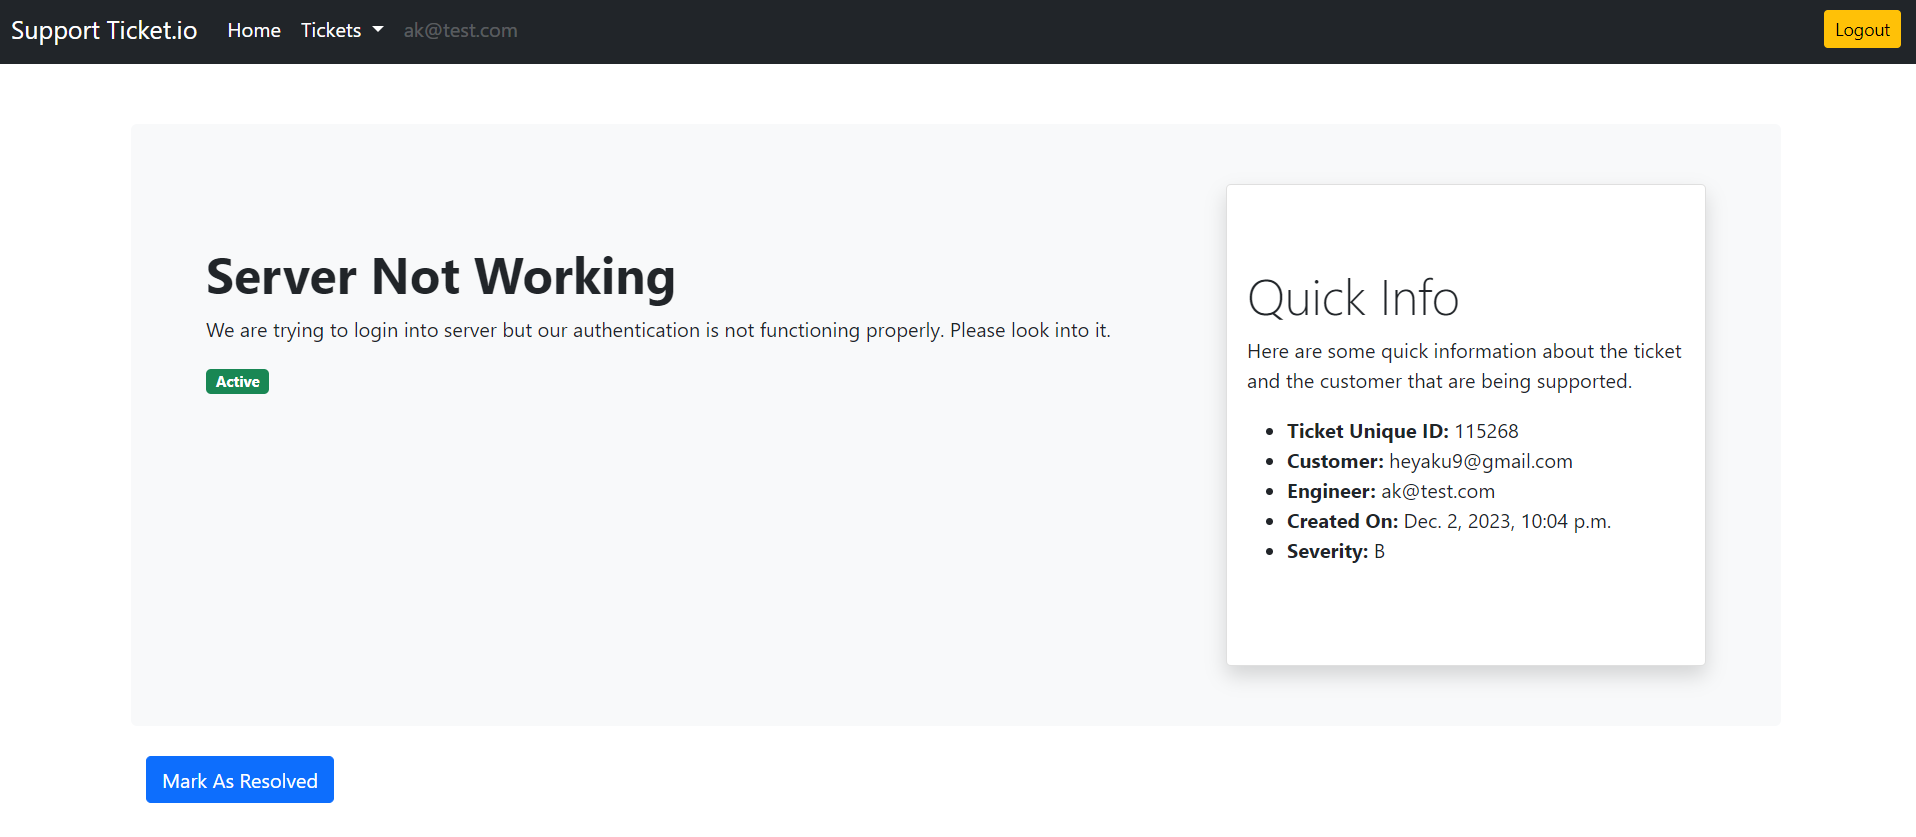 Support Ticket.io Home Tickets ak@test.com Logout
Server Not Working
We are trying to login into server but our authentication is not functioning properly. Please look into it.
Active
Quick Info
Here are some quick information about the ticket
and the customer that are being supported.
Ticket Unique ID: 115268
Customer: heyaku9@gmail.com
Engineer: ak@test.com
Created On: Dec. 2, 2023, 10:04 p.m.
Severity: B
Mark As Resolved